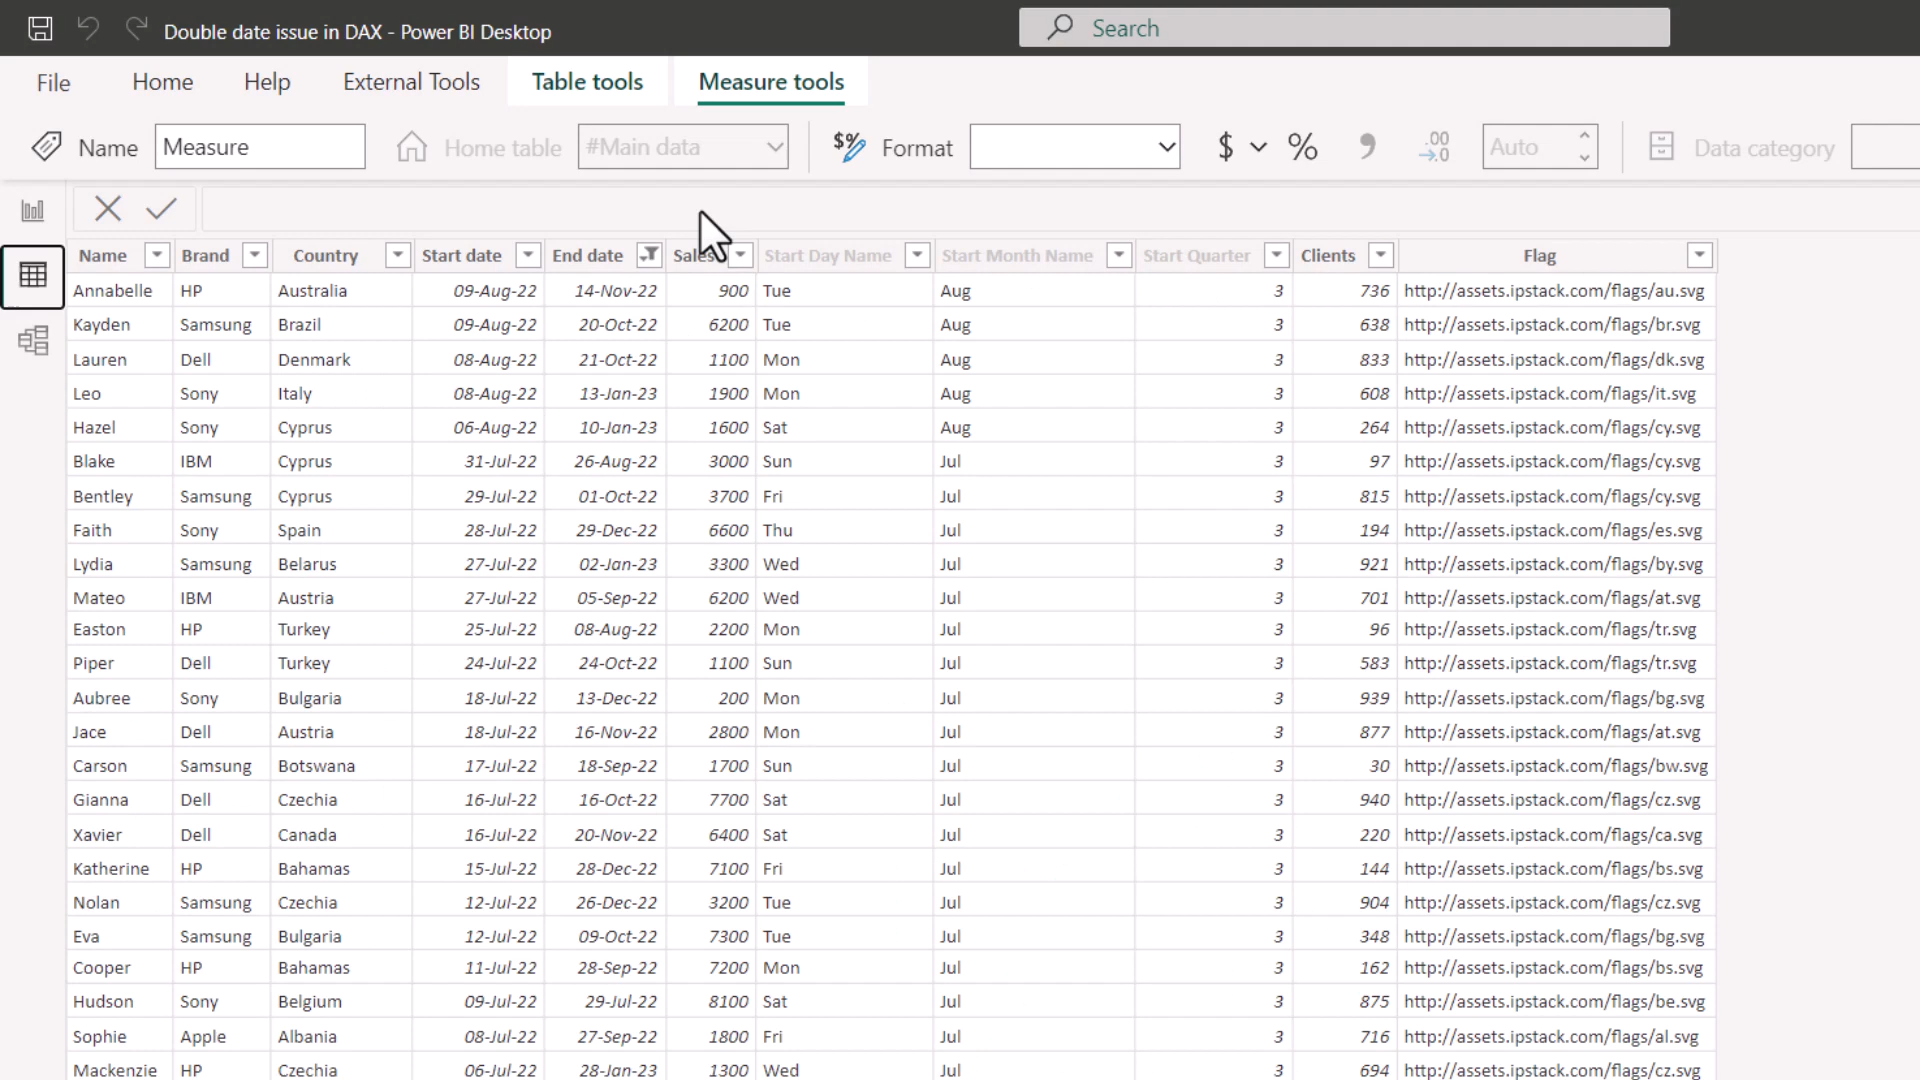 Double date issue in DAX - Power BI Desktop Search
File Home Help External Tools Table tools Measure tools
Name Measure Home table #Main data Format $ % .00 Auto Data category
Name Brand Country Start date End date Sales Start Day Name Start Month Name Start Quarter Clients Flag
Annabelle HP Australia 09-Aug-22 14-Nov-22 900 Tue Aug 3 736 http://assets.ipstack.com/flags/au.svg
Kayden Samsung Brazil 09-Aug-22 20-Oct-22 6200 Tue Aug 3 638 http://assets.ipstack.com/flags/br.svg
Lauren Dell Denmark 08-Aug-22 21-Oct-22 1100 Mon Aug 3 833 http://assets.ipstack.com/flags/dk.svg
Leo Sony Italy 08-Aug-22 13-Jan-23 1900 Mon Aug 3 608 http://assets.ipstack.com/flags/it.svg
Hazel Sony Cyprus 06-Aug-22 10-Jan-23 1600 Sat Aug 3 264 http://assets.ipstack.com/flags/cy.svg
Blake IBM Cyprus 31-Jul-22 26-Aug-22 3000 Sun Jul 3 97 http://assets.ipstack.com/flags/cy.svg
Bentley Samsung Cyprus 29-Jul-22 01-Oct-22 3700 Fri Jul 3 815 http://assets.ipstack.com/flags/cy.svg
Faith Sony Spain 28-Jul-22 29-Dec-22 6600 Thu Jul 3 194 http://assets.ipstack.com/flags/es.svg
Lydia Samsung Belarus 27-Jul-22 02-Jan-23 3300 Wed Jul 3 921 http://assets.ipstack.com/flags/by.svg
Mateo IBM Austria 27-Jul-22 05-Sep-22 6200 Wed Jul 3 701 http://assets.ipstack.com/flags/at.svg
Easton HP Turkey 25-Jul-22 08-Aug-22 2200 Mon Jul 3 96 http://assets.ipstack.com/flags/tr.svg
Piper Dell Turkey 24-Jul-22 24-Oct-22 1100 Sun Jul 3 583 http://assets.ipstack.com/flags/tr.svg
Aubree Sony Bulgaria 18-Jul-22 13-Dec-22 200 Mon Jul 3 939 http://assets.ipstack.com/flags/bg.svg
Jace Dell Austria 18-Jul-22 16-Nov-22 2800 Mon Jul 3 877 http://assets.ipstack.com/flags/at.svg
Carson Samsung Botswana 17-Jul-22 18-Sep-22 1700 Sun Jul 3 30 http://assets.ipstack.com/flags/bw.svg
Gianna Dell Czechia 16-Jul-22 16-Oct-22 7700 Sat Jul 3 940 http://assets.ipstack.com/flags/cz.svg
Xavier Dell Canada 16-Jul-22 20-Nov-22 6400 Sat Jul 3 220 http://assets.ipstack.com/flags/ca.svg
Katherine HP Bahamas 15-Jul-22 28-Dec-22 7100 Fri Jul 3 144 http://assets.ipstack.com/flags/bs.svg
Nolan Samsung Czechia 12-Jul-22 26-Dec-22 3200 Tue Jul 3 904 http://assets.ipstack.com/flags/cz.svg
Eva Samsung Bulgaria 12-Jul-22 09-Oct-22 7300 Tue Jul 3 348 http://assets.ipstack.com/flags/bg.svg
Cooper HP Bahamas 11-Jul-22 28-Sep-22 7200 Mon Jul 3 162 http://assets.ipstack.com/flags/bs.svg
Hudson Sony Belgium 09-Jul-22 29-Jul-22 8100 Sat Jul 3 875 http://assets.ipstack.com/flags/be.svg
Sophie Apple Albania 08-Jul-22 27-Sep-22 1800 Fri Jul 3 716 http://assets.ipstack.com/flags/al.svg
Mackenzie HP Czechia 06-Jul-22 28-Jan-23 1300 Wed Jul 3 694 http://assets.ipstack.com/flags/cz.svg